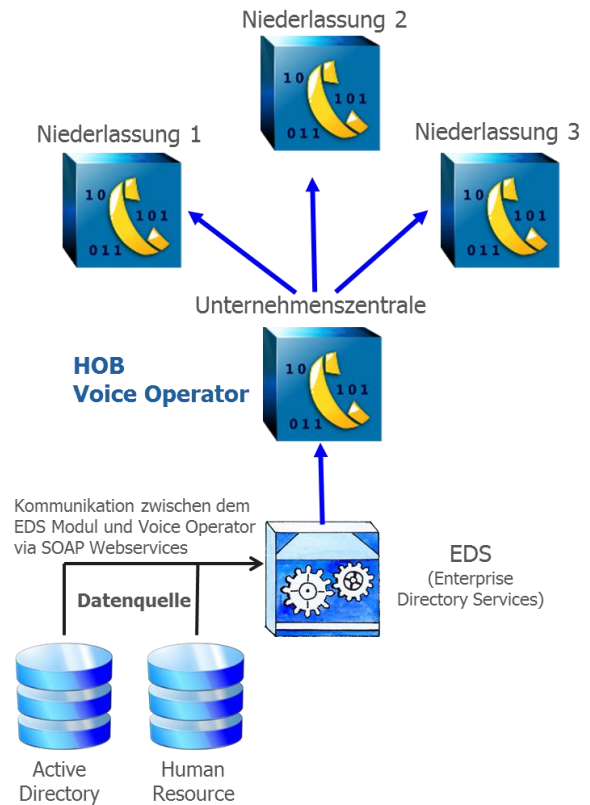 Niederlassung 2
10
101
011
Niederlassung 1
10
101
011
Niederlassung 3
10
101
011
Unternehmenszentrale
HOB
Voice Operator
10
101
011
Kommunikation zwischen dem
EDS Modul und Voice Operator
via SOAP Webservices
EDS
(Enterprise
Directory Services)
Datenquelle
Active
Directory
Human
Resource